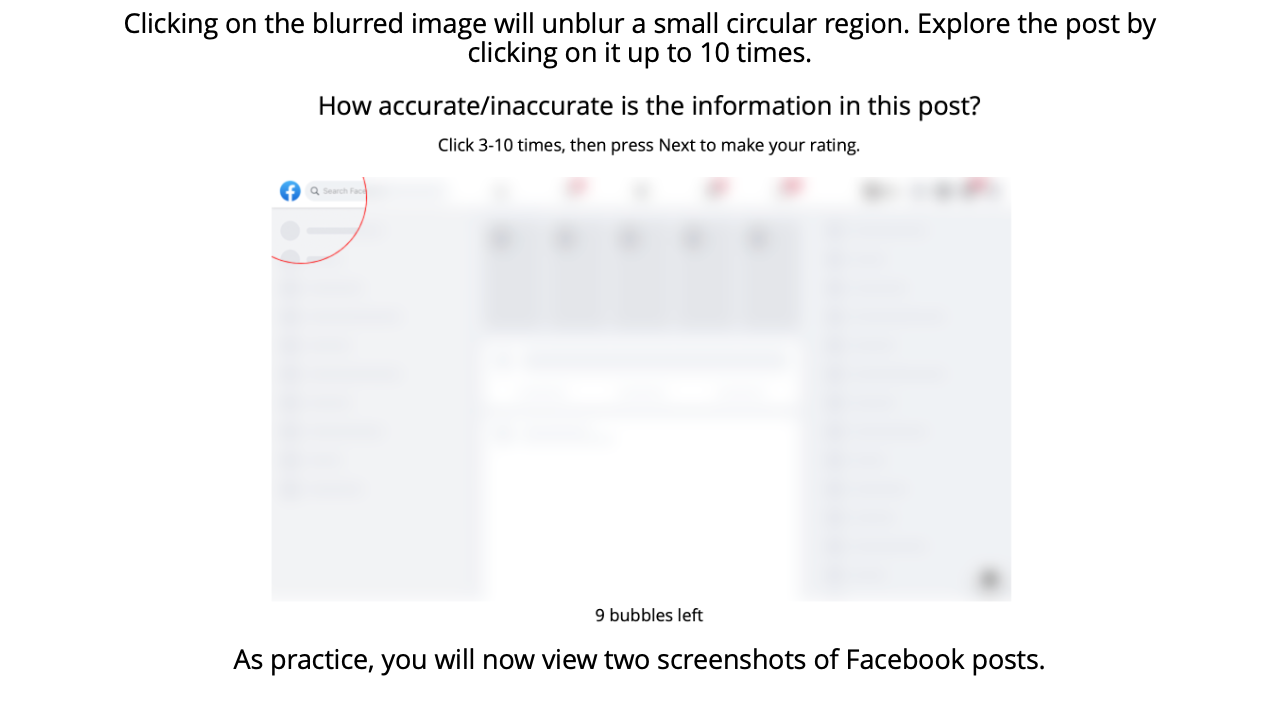 Clicking on the blurred image will unblur a small circular region. Explore the post by
clicking on it up to 10 times.
How accurate/inaccurate is the information in this post?
Click 3-10 times, then press Next to make your rating.
Search Face
9 bubbles left
As practice, you will now view two screenshots of Facebook posts.